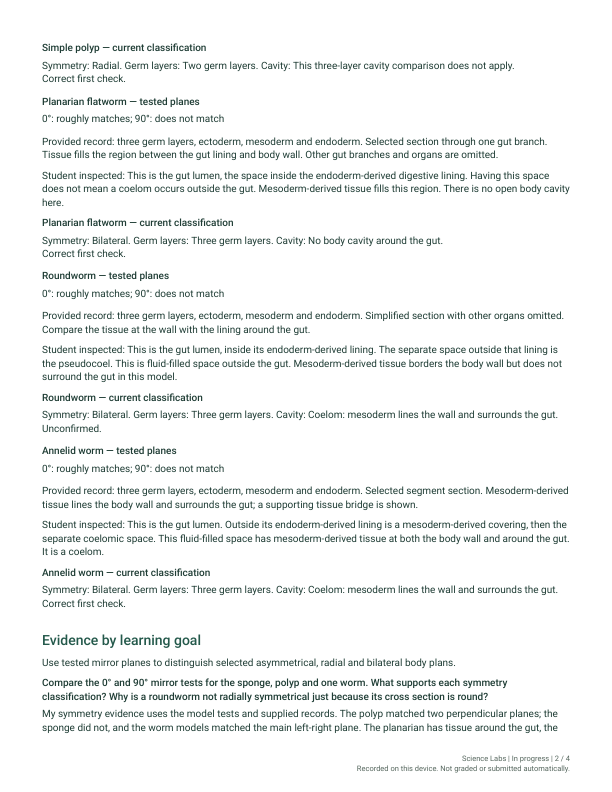 Simple polyp — current classification
Symmetry: Radial. Germ layers: Two germ layers. Cavity: This three-layer cavity comparison does not apply.
Correct first check.
Planarian flatworm — tested planes
0°: roughly matches; 90°: does not match
Provided record: three germ layers, ectoderm, mesoderm and endoderm. Selected section through one gut branch.
Tissue fills the region between the gut lining and body wall. Other gut branches and organs are omitted.
Student inspected: This is the gut lumen, the space inside the endoderm-derived digestive lining. Having this space
does not mean a coelom occurs outside the gut. Mesoderm-derived tissue fills this region. There is no open body cavity
here.
Planarian flatworm — current classification
Symmetry: Bilateral. Germ layers: Three germ layers. Cavity: No body cavity around the gut.
Correct first check.
Roundworm — tested planes
0°: roughly matches; 90°: does not match
Provided record: three germ layers, ectoderm, mesoderm and endoderm. Simplified section with other organs omitted.
Compare the tissue at the wall with the lining around the gut.
Student inspected: This is the gut lumen, inside its endoderm-derived lining. The separate space outside that lining is
the pseudocoel. This is fluid-filled space outside the gut. Mesoderm-derived tissue borders the body wall but does not
surround the gut in this model.
Roundworm — current classification
Symmetry: Bilateral. Germ layers: Three germ layers. Cavity: Coelom: mesoderm lines the wall and surrounds the gut.
Unconfirmed.
Annelid worm — tested planes
0°: roughly matches; 90°: does not match
Provided record: three germ layers, ectoderm, mesoderm and endoderm. Selected segment section. Mesoderm-derived
tissue lines the body wall and surrounds the gut; a supporting tissue bridge is shown.
Student inspected: This is the gut lumen. Outside its endoderm-derived lining is a mesoderm-derived covering, then the
separate coelomic space. This fluid-filled space has mesoderm-derived tissue at both the body wall and around the gut.
It is a coelom.
Annelid worm — current classification
Symmetry: Bilateral. Germ layers: Three germ layers. Cavity: Coelom: mesoderm lines the wall and surrounds the gut.
Correct first check.
Evidence by learning goal
Use tested mirror planes to distinguish selected asymmetrical, radial and bilateral body plans.
Compare the 0° and 90° mirror tests for the sponge, polyp and one worm. What supports each symmetry
classification? Why is a roundworm not radially symmetrical just because its cross section is round?
My symmetry evidence uses the model tests and supplied records. The polyp matched two perpendicular planes; the
sponge did not, and the worm models matched the main left-right plane. The planarian has tissue around the gut, the
Science Labs | In progress | 2 / 4
Recorded on this device. Not graded or submitted automatically.